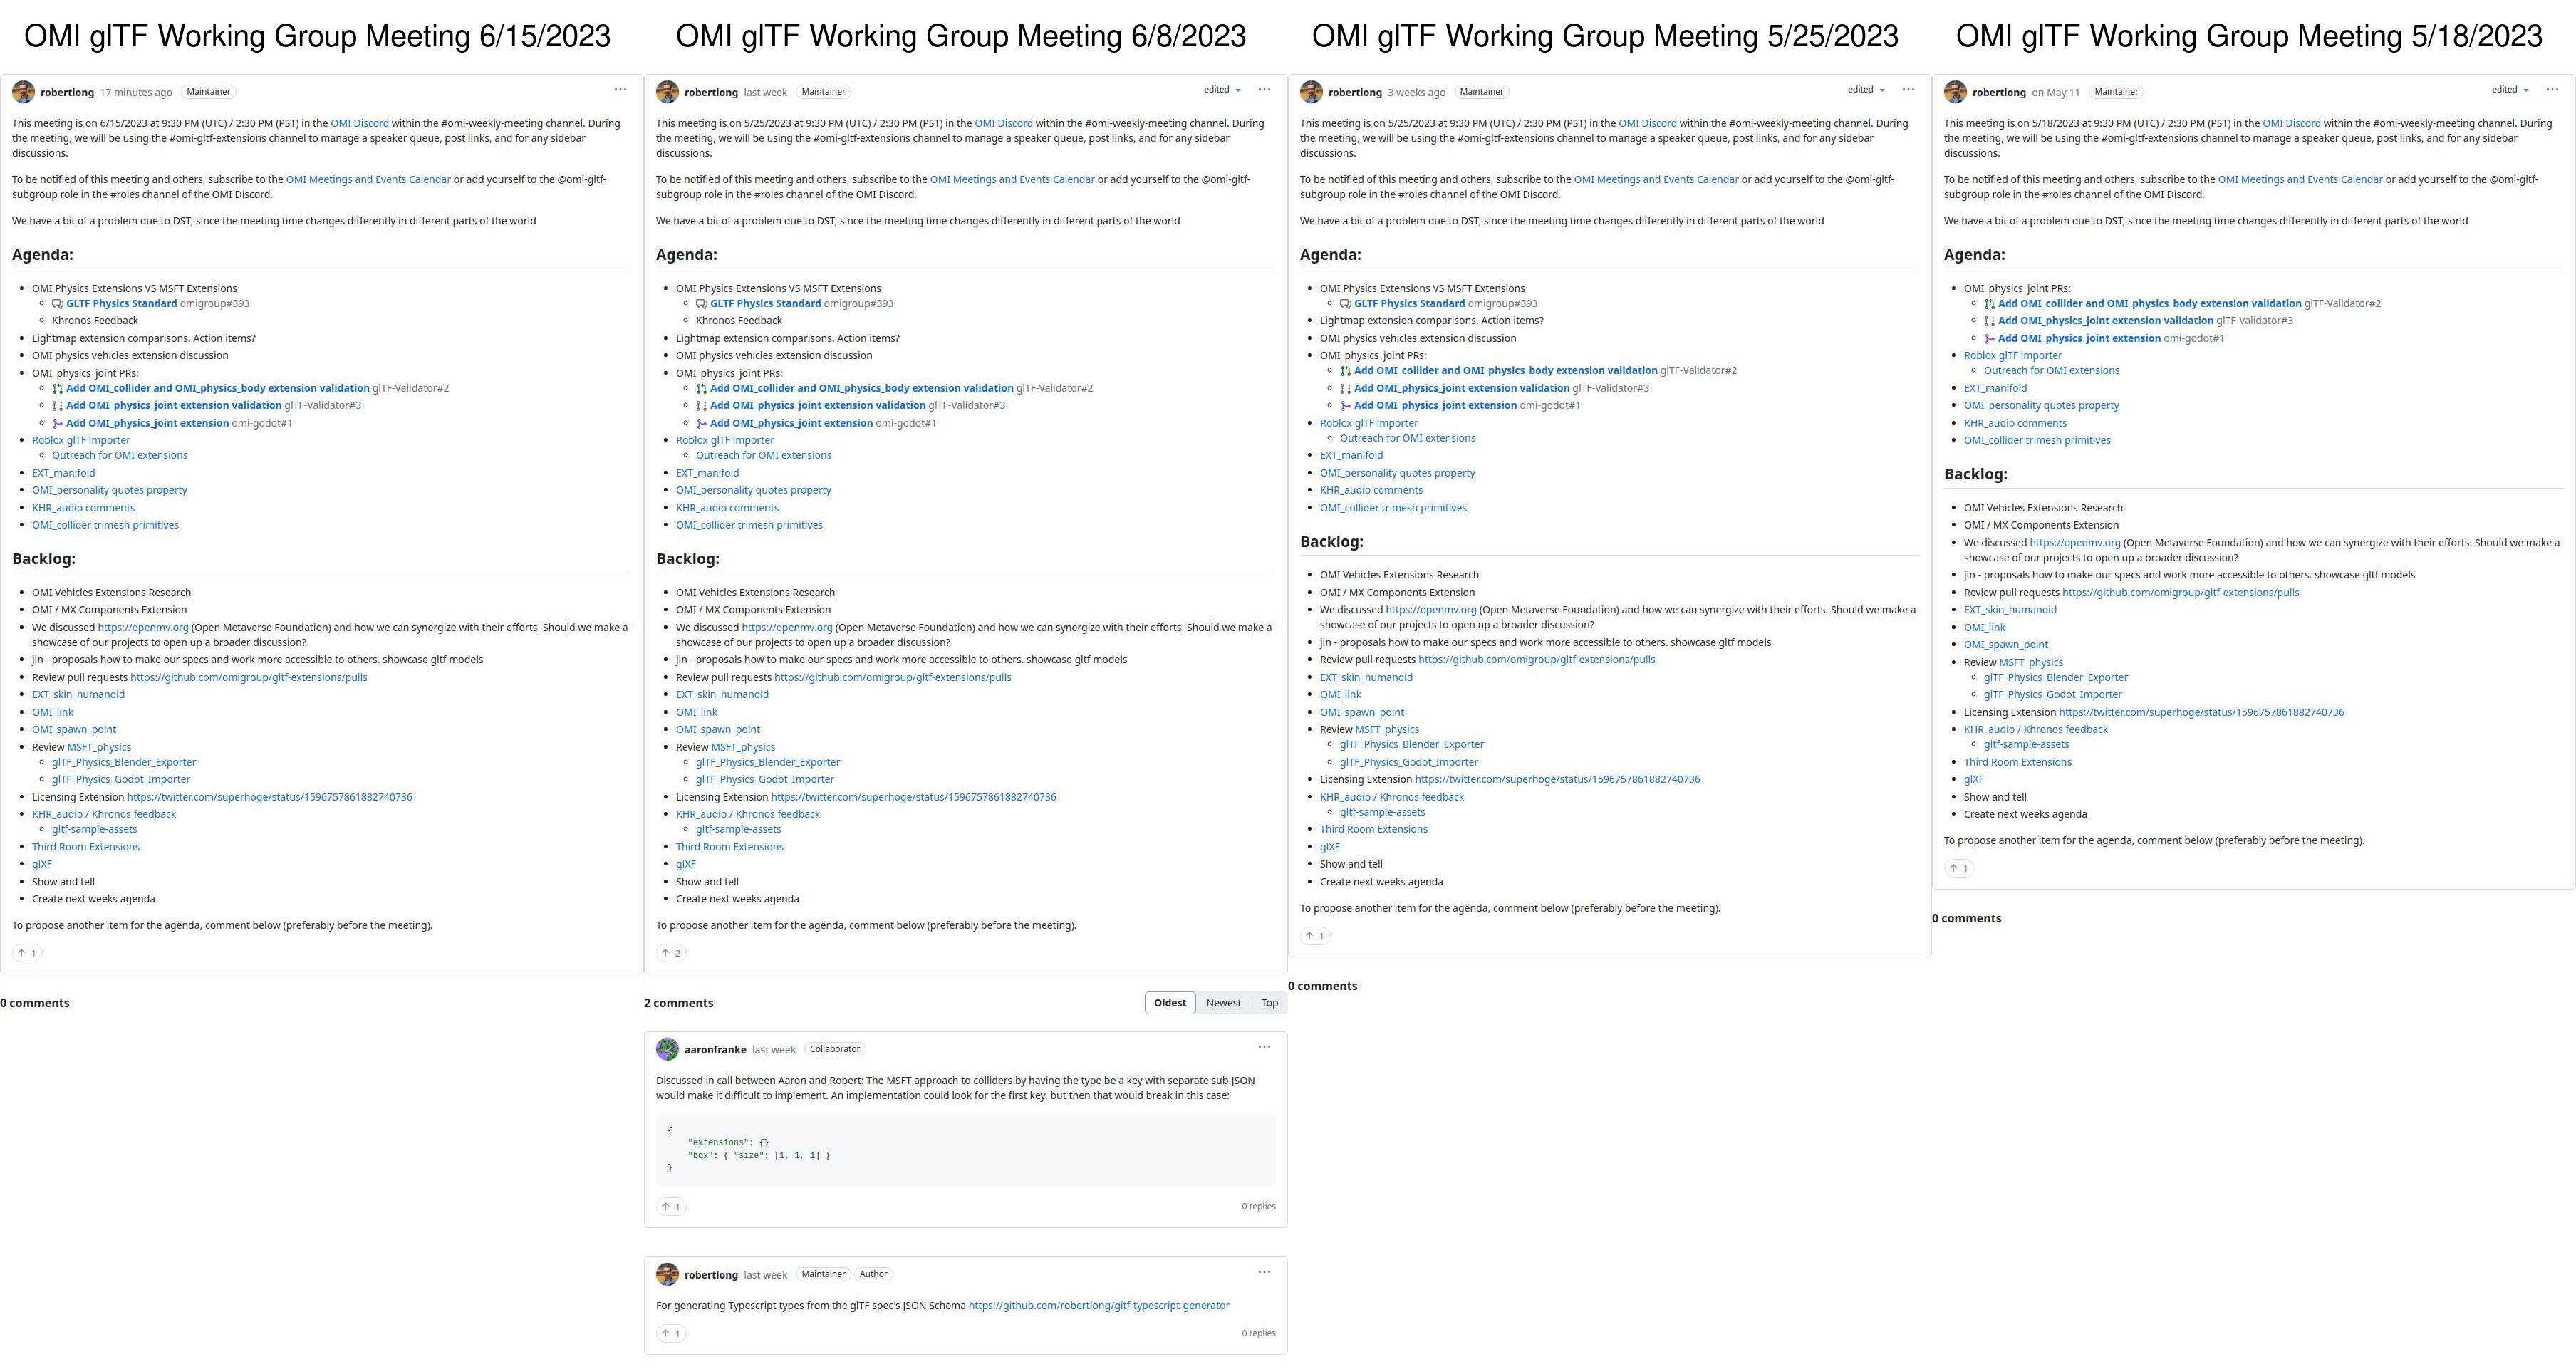 OMI glTF Working Group Meeting 6/15/2023
robertlong 17 minutes ago Maintainer
This meeting is on 6/15/2023 at 9:30 PM (UTC) / 2:30 PM (PST) in the OMI Discord within the #omi-weekly-meeting channel. During
the meeting, we will be using the #omi-gltf-extensions channel to manage a speaker queue, post links, and for any sidebar
discussions.
To be notified of this meeting and others, subscribe to the OMI Meetings and Events Calendar or add yourself to the @omi-gltf-
subgroup role in the #roles channel of the OMI Discord.
We have a bit of a problem due to DST, since the meeting time changes differently in different parts of the world
Agenda:
OMI Physics Extensions VS MSFT Extensions
GLTF Physics Standard omigroup#393
Khronos Feedback
Lightmap extension comparisons. Action items?
OMI physics vehicles extension discussion
OMI_physics_joint PRs:
Add OMI_collider and OMI_physics_body extension validation glTF-Validator#2
Add OMI_physics_joint extension validation glTF-Validator#3
Add OMI_physics_joint extension omi-godot#1
Roblox glTF importer
Outreach for OMI extensions
EXT_manifold
OMI_personality quotes property
KHR_audio comments
OMI_collider trimesh primitives
Backlog:
OMI Vehicles Extensions Research
OMI / MX Components Extension
We discussed https://openmv.org (Open Metaverse Foundation) and how we can synergize with their efforts. Should we make a
showcase of our projects to open up a broader discussion?
jin - proposals how to make our specs and work more accessible to others. showcase gltf models
Review pull requests https://github.com/omigroup/gltf-extensions/pulls
EXT_skin_humanoid
OMI_link
OMI_spawn_point
Review MSFT_physics
glTF_Physics_Blender_Exporter
glTF_Physics_Godot_Importer
Licensing Extension https://twitter.com/superhoge/status/1596757861882740736
KHR_audio / Khronos feedback
gltf-sample-assets
Third Room Extensions
glXF
Show and tell
Create next weeks agenda
To propose another item for the agenda, comment below (preferably before the meeting).
1
0 comments
OMI glTF Working Group Meeting 6/8/2023
robertlong last week Maintainer edited
This meeting is on 5/25/2023 at 9:30 PM (UTC) / 2:30 PM (PST) in the OMI Discord within the #omi-weekly-meeting channel. During
the meeting, we will be using the #omi-gltf-extensions channel to manage a speaker queue, post links, and for any sidebar
discussions.
To be notified of this meeting and others, subscribe to the OMI Meetings and Events Calendar or add yourself to the @omi-gltf-
subgroup role in the #roles channel of the OMI Discord.
We have a bit of a problem due to DST, since the meeting time changes differently in different parts of the world
Agenda:
OMI Physics Extensions VS MSFT Extensions
GLTF Physics Standard omigroup#393
Khronos Feedback
Lightmap extension comparisons. Action items?
OMI physics vehicles extension discussion
OMI_physics_joint PRs:
Add OMI_collider and OMI_physics_body extension validation glTF-Validator#2
Add OMI_physics_joint extension validation glTF-Validator#3
Add OMI_physics_joint extension omi-godot#1
Roblox glTF importer
Outreach for OMI extensions
EXT_manifold
OMI_personality quotes property
KHR_audio comments
OMI_collider trimesh primitives
Backlog:
OMI Vehicles Extensions Research
OMI / MX Components Extension
We discussed https://openmv.org (Open Metaverse Foundation) and how we can synergize with their efforts. Should we make a
showcase of our projects to open up a broader discussion?
jin - proposals how to make our specs and work more accessible to others. showcase gltf models
Review pull requests https://github.com/omigroup/gltf-extensions/pulls
EXT_skin_humanoid
OMI_link
OMI_spawn_point
Review MSFT_physics
glTF_Physics_Blender_Exporter
glTF_Physics_Godot_Importer
Licensing Extension https://twitter.com/superhoge/status/1596757861882740736
KHR_audio / Khronos feedback
gltf-sample-assets
Third Room Extensions
glXF
Show and tell
Create next weeks agenda
To propose another item for the agenda, comment below (preferably before the meeting).
2
2 comments Oldest Newest Top
aaronfranke last week Collaborator
Discussed in call between Aaron and Robert: The MSFT approach to colliders by having the type be a key with separate sub-JSON
would make it difficult to implement. An implementation could look for the first key, but then that would break in this case:
{
"extensions": {}
"box": { "size": [1, 1, 1] }
}
1 0 replies
robertlong last week Maintainer Author
For generating Typescript types from the glTF spec's JSON Schema https://github.com/robertlong/gltf-typescript-generator
1 0 replies
OMI glTF Working Group Meeting 5/25/2023
robertlong 3 weeks ago Maintainer edited
This meeting is on 5/25/2023 at 9:30 PM (UTC) / 2:30 PM (PST) in the OMI Discord within the #omi-weekly-meeting channel. During
the meeting, we will be using the #omi-gltf-extensions channel to manage a speaker queue, post links, and for any sidebar
discussions.
To be notified of this meeting and others, subscribe to the OMI Meetings and Events Calendar or add yourself to the @omi-gltf-
subgroup role in the #roles channel of the OMI Discord.
We have a bit of a problem due to DST, since the meeting time changes differently in different parts of the world
Agenda:
OMI Physics Extensions VS MSFT Extensions
GLTF Physics Standard omigroup#393
Lightmap extension comparisons. Action items?
OMI physics vehicles extension discussion
OMI_physics_joint PRs:
Add OMI_collider and OMI_physics_body extension validation glTF-Validator#2
Add OMI_physics_joint extension validation glTF-Validator#3
Add OMI_physics_joint extension omi-godot#1
Roblox glTF importer
Outreach for OMI extensions
EXT_manifold
OMI_personality quotes property
KHR_audio comments
OMI_collider trimesh primitives
Backlog:
OMI Vehicles Extensions Research
OMI / MX Components Extension
We discussed https://openmv.org (Open Metaverse Foundation) and how we can synergize with their efforts. Should we make a
showcase of our projects to open up a broader discussion?
jin - proposals how to make our specs and work more accessible to others. showcase gltf models
Review pull requests https://github.com/omigroup/gltf-extensions/pulls
EXT_skin_humanoid
OMI_link
OMI_spawn_point
Review MSFT_physics
glTF_Physics_Blender_Exporter
glTF_Physics_Godot_Importer
Licensing Extension https://twitter.com/superhoge/status/1596757861882740736
KHR_audio / Khronos feedback
gltf-sample-assets
Third Room Extensions
glXF
Show and tell
Create next weeks agenda
To propose another item for the agenda, comment below (preferably before the meeting).
1
0 comments
OMI glTF Working Group Meeting 5/18/2023
robertlong on May 11 Maintainer edited
This meeting is on 5/18/2023 at 9:30 PM (UTC) / 2:30 PM (PST) in the OMI Discord within the #omi-weekly-meeting channel. During
the meeting, we will be using the #omi-gltf-extensions channel to manage a speaker queue, post links, and for any sidebar
discussions.
To be notified of this meeting and others, subscribe to the OMI Meetings and Events Calendar or add yourself to the @omi-gltf-
subgroup role in the #roles channel of the OMI Discord.
We have a bit of a problem due to DST, since the meeting time changes differently in different parts of the world
Agenda:
OMI_physics_joint PRs:
Add OMI_collider and OMI_physics_body extension validation glTF-Validator#2
Add OMI_physics_joint extension validation glTF-Validator#3
Add OMI_physics_joint extension omi-godot#1
Roblox glTF importer
Outreach for OMI extensions
EXT_manifold
OMI_personality quotes property
KHR_audio comments
OMI_collider trimesh primitives
Backlog:
OMI Vehicles Extensions Research
OMI / MX Components Extension
We discussed https://openmv.org (Open Metaverse Foundation) and how we can synergize with their efforts. Should we make a
showcase of our projects to open up a broader discussion?
jin - proposals how to make our specs and work more accessible to others. showcase gltf models
Review pull requests https://github.com/omigroup/gltf-extensions/pulls
EXT_skin_humanoid
OMI_link
OMI_spawn_point
Review MSFT_physics
glTF_Physics_Blender_Exporter
glTF_Physics_Godot_Importer
Licensing Extension https://twitter.com/superhoge/status/1596757861882740736
KHR_audio / Khronos feedback
gltf-sample-assets
Third Room Extensions
glXF
Show and tell
Create next weeks agenda
To propose another item for the agenda, comment below (preferably before the meeting).
1
0 comments